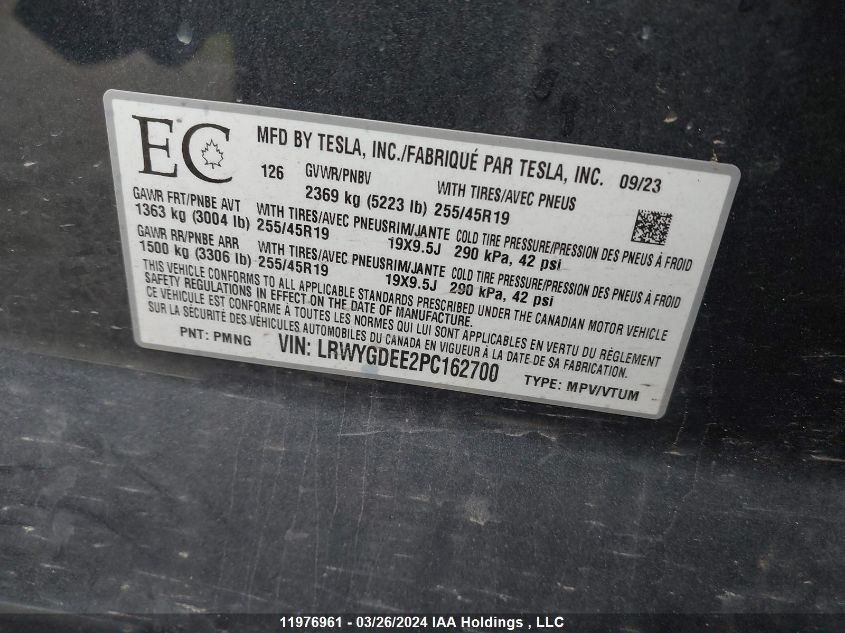 EC MFD BY TESLA, INC./FABRIQUÉ PAR TESLA, INC. 09/23
126 GVWR/PNBV WITH TIRES/AVEC PNEUS
2369 kg (5223 lb) 255/45R19
GAWR FRT/PNBE AVT WITH TIRES/AVEC PNEUS RIM/JANTE COLD TIRE PRESSURE/PRESSION DES PNEUS À FROID
1363 kg (3004 lb) 255/45R19 19X9.5J 290 kPa, 42 psi
GAWR RR/PNBE ARR WITH TIRES/AVEC PNEUS RIM/JANTE COLD TIRE PRESSURE/PRESSION DES PNEUS À FROID
1500 kg (3306 lb) 255/45R19 19X9.5J 290 kPa, 42 psi
THIS VEHICLE CONFORMS TO ALL APPLICABLE STANDARDS PRESCRIBED UNDER THE CANADIAN MOTOR VEHICLE
SAFETY REGULATIONS IN EFFECT ON THE DATE OF MANUFACTURE.
CE VÉHICULE EST CONFORME À TOUTES LES NORMES QUI LUI SONT APPLICABLES EN VERTU DU RÈGLEMENT
SUR LA SÉCURITÉ DES VÉHICULES AUTOMOBILES DU CANADA EN VIGUEUR À LA DATE DE SA FABRICATION.
PNT: PMNG VIN: LRWYGDEE2PC162700 TYPE: MPV/VTUM
11976961 - 03/26/2024 IAA Holdings , LLC